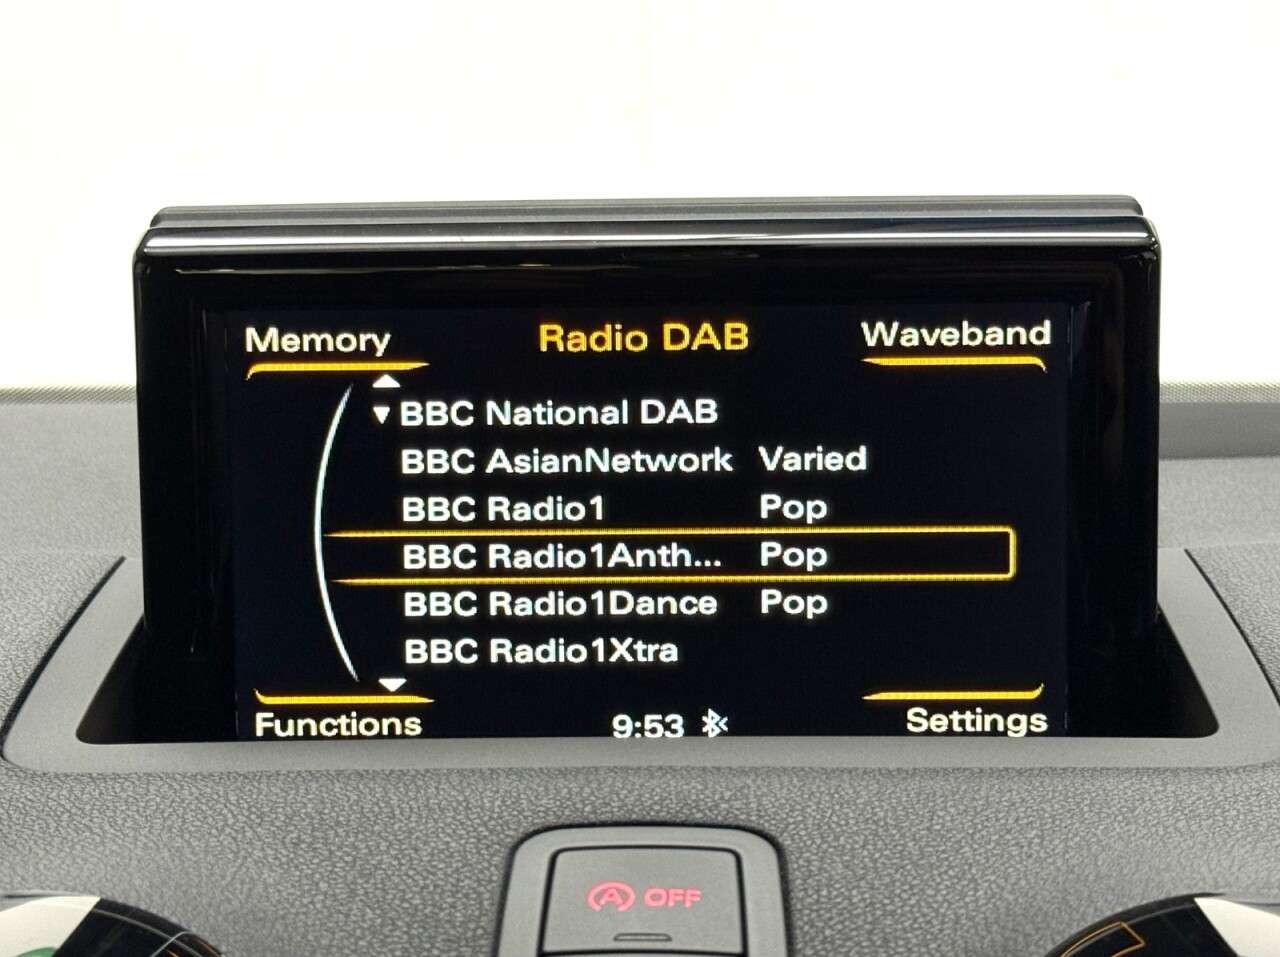 Memory Radio DAB Waveband
BBC National DAB
BBC AsianNetwork Varied
BBC Radio1 Pop
BBC Radio1Anth... Pop
BBC Radio1Dance Pop
BBC Radio1Xtra
Functions 9:53 Settings
A OFF